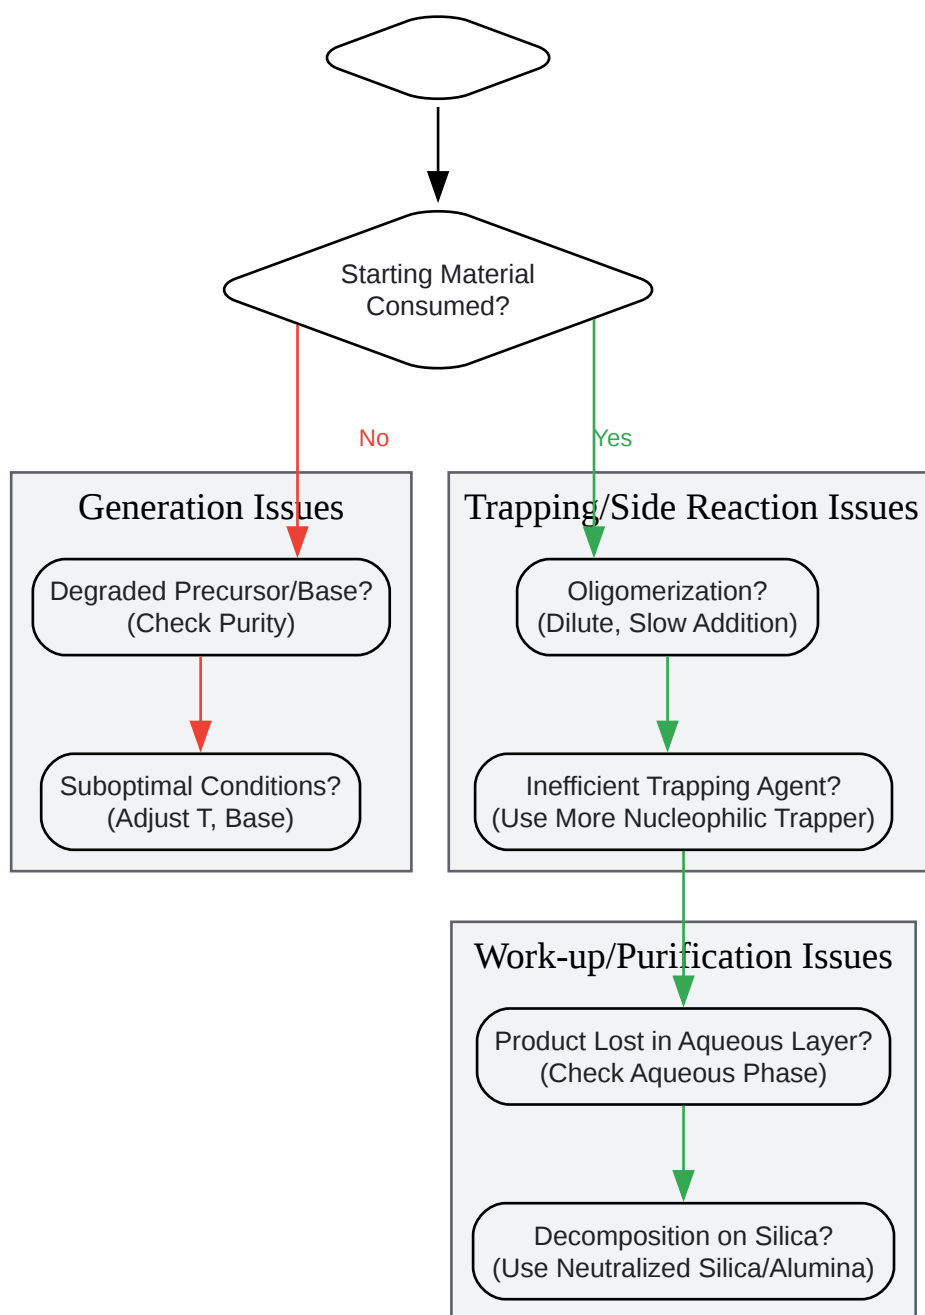 Starting Material
Consumed?
No
Yes
Generation Issues
Degraded Precursor/Base?
(Check Purity)
Suboptimal Conditions?
(Adjust T, Base)
Trapping/Side Reaction Issues
Oligomerization?
(Dilute, Slow Addition)
Inefficient Trapping Agent?
(Use More Nucleophilic Trapper)
Work-up/Purification Issues
Product Lost in Aqueous Layer?
(Check Aqueous Phase)
Decomposition on Silica?
(Use Neutralized Silica/Alumina)